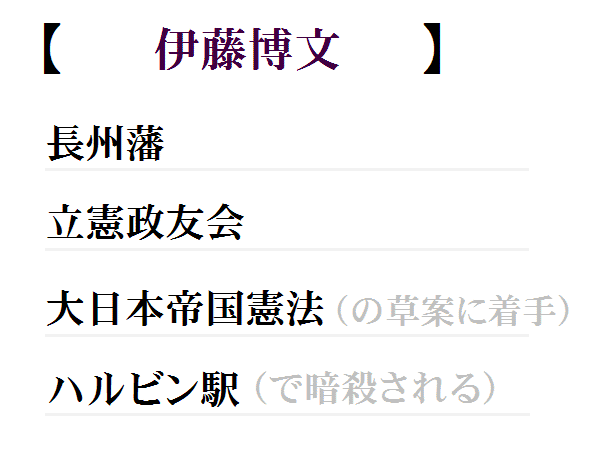 【 伊藤博文 】
長州藩
立憲政友会
大日本帝国憲法（の草案に着手）
ハルビン駅（で暗殺される）